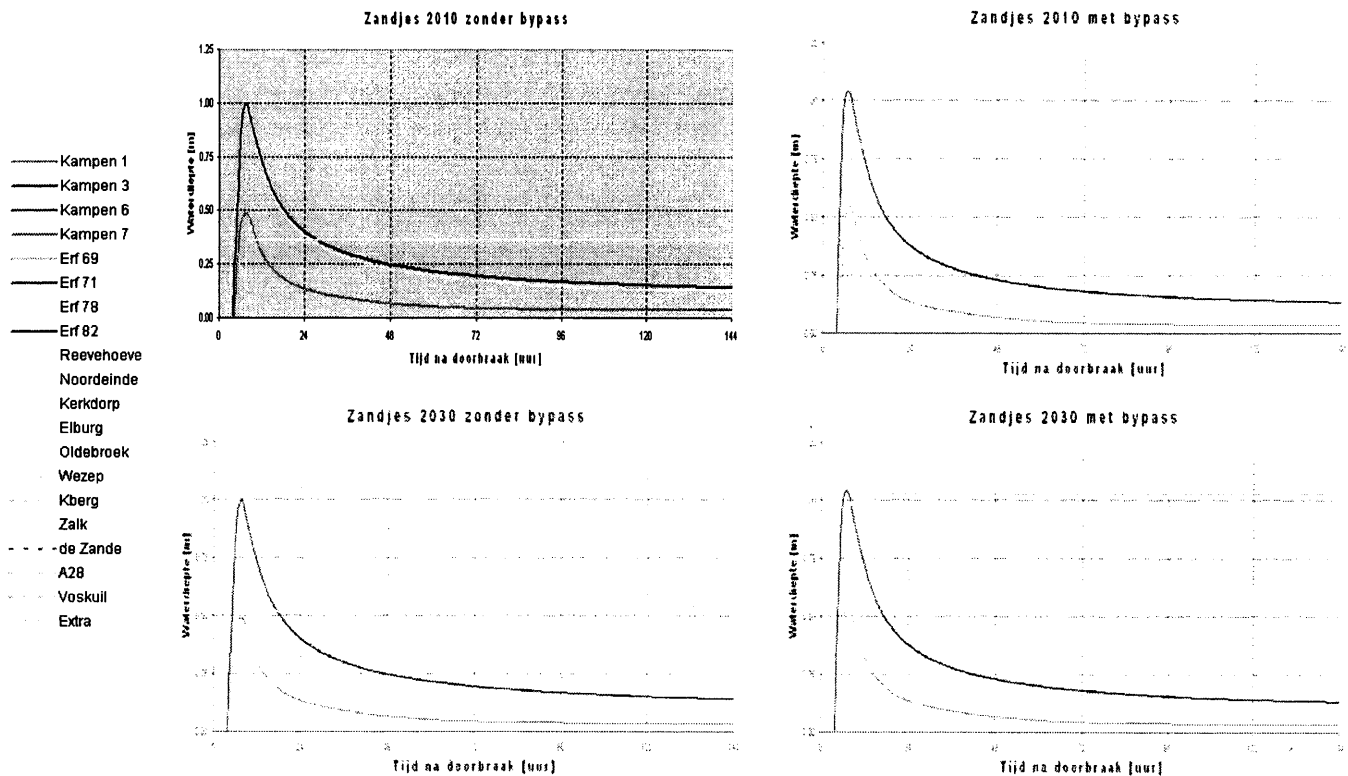 Zandjes 2010 zonder bypass
Zandjes 2010 met bypass
Kampen 1
Kampen 3
Kampen 6
Kampen 7
Erf 69
Erf 71
Erf 78
Erf 82
Reevehoeve
Noordeinde
Kerkdorp
Elburg
Oldebroek
Wezep
Kberg
Zalk
de Zande
A28
Voskuil
Extra
Waterdiepte [m]
1.25
1.00
0.75
0.50
0.25
0.00
0 24 48 72 96 120 144
Tijd na doorbraak [uur]
Waterdiepte [m]
Tijd na doorbraak [uur]
Zandjes 2030 zonder bypass
Zandjes 2030 met bypass
Waterdiepte [m]
Tijd na doorbraak [uur]
Waterdiepte [m]
Tijd na doorbraak [uur]